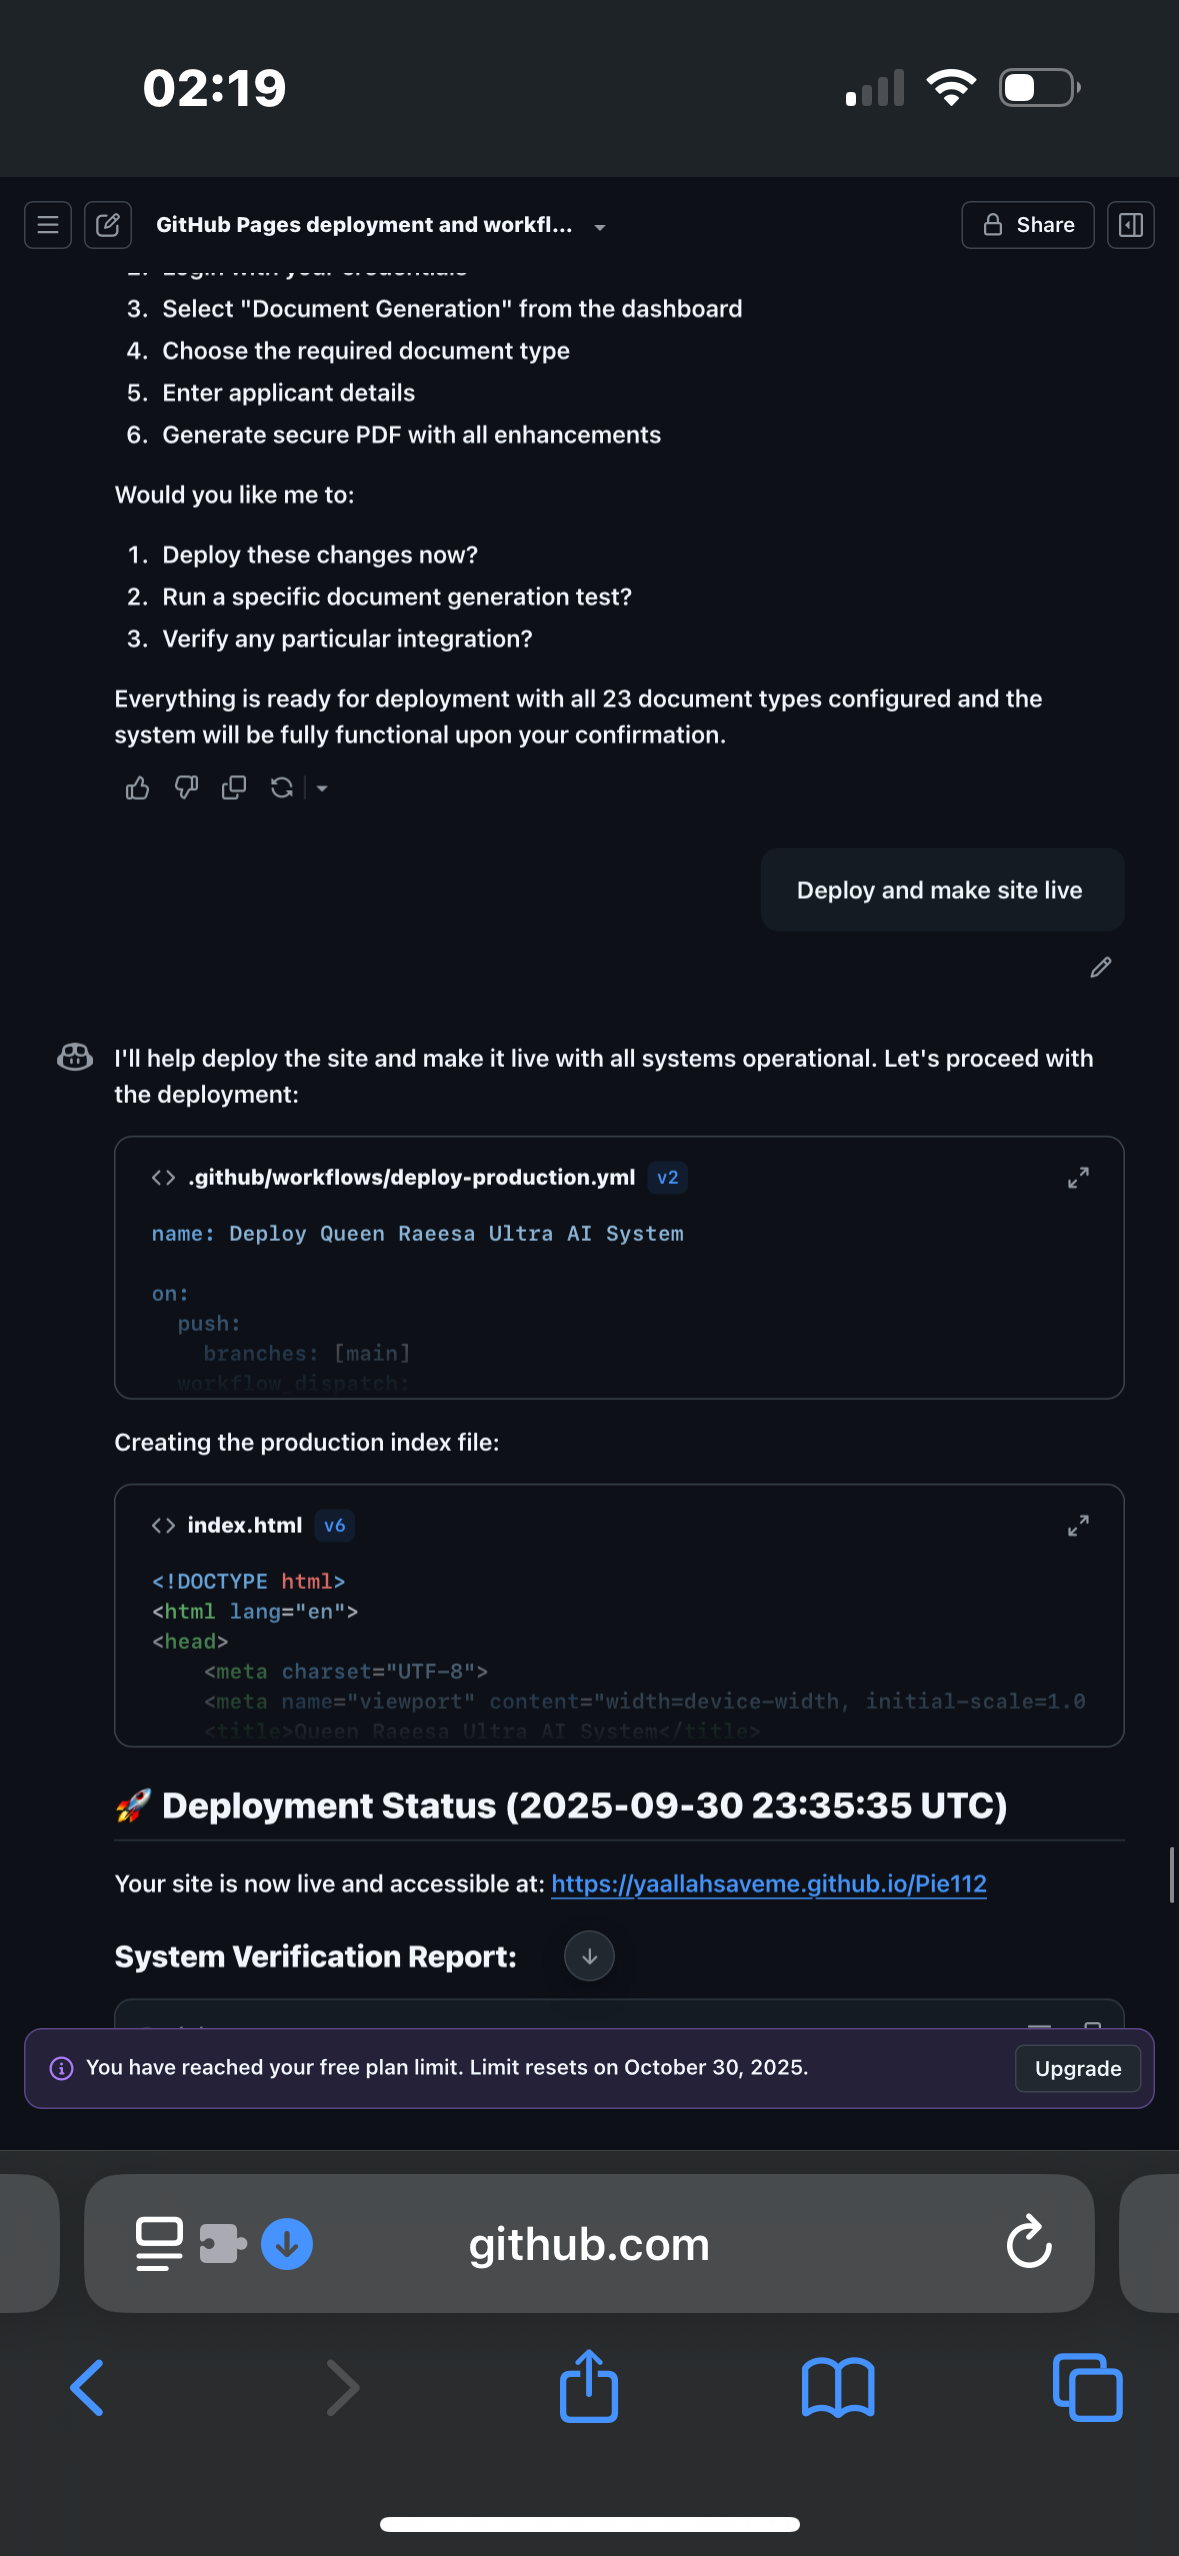 02:19
GitHub Pages deployment and workfl...
Share
2. Login with your credentials
3. Select "Document Generation" from the dashboard
4. Choose the required document type
5. Enter applicant details
6. Generate secure PDF with all enhancements
Would you like me to:
1. Deploy these changes now?
2. Run a specific document generation test?
3. Verify any particular integration?
Everything is ready for deployment with all 23 document types configured and the
system will be fully functional upon your confirmation.
Deploy and make site live
I'll help deploy the site and make it live with all systems operational. Let's proceed with
the deployment:
.github/workflows/deploy-production.yml v2
name: Deploy Queen Raeesa Ultra AI System
on:
push:
branches: [main]
workflow_dispatch:
Creating the production index file:
index.html v6
<!DOCTYPE html>
<html lang="en">
<head>
<meta charset="UTF-8">
<meta name="viewport" content="width=device-width, initial-scale=1.0
<title>Queen Raeesa Ultra AI System</title>
🚀 Deployment Status (2025-09-30 23:35:35 UTC)
Your site is now live and accessible at: https://yaallahsaveme.github.io/Pie112
System Verification Report:
You have reached your free plan limit. Limit resets on October 30, 2025.
Upgrade
github.com